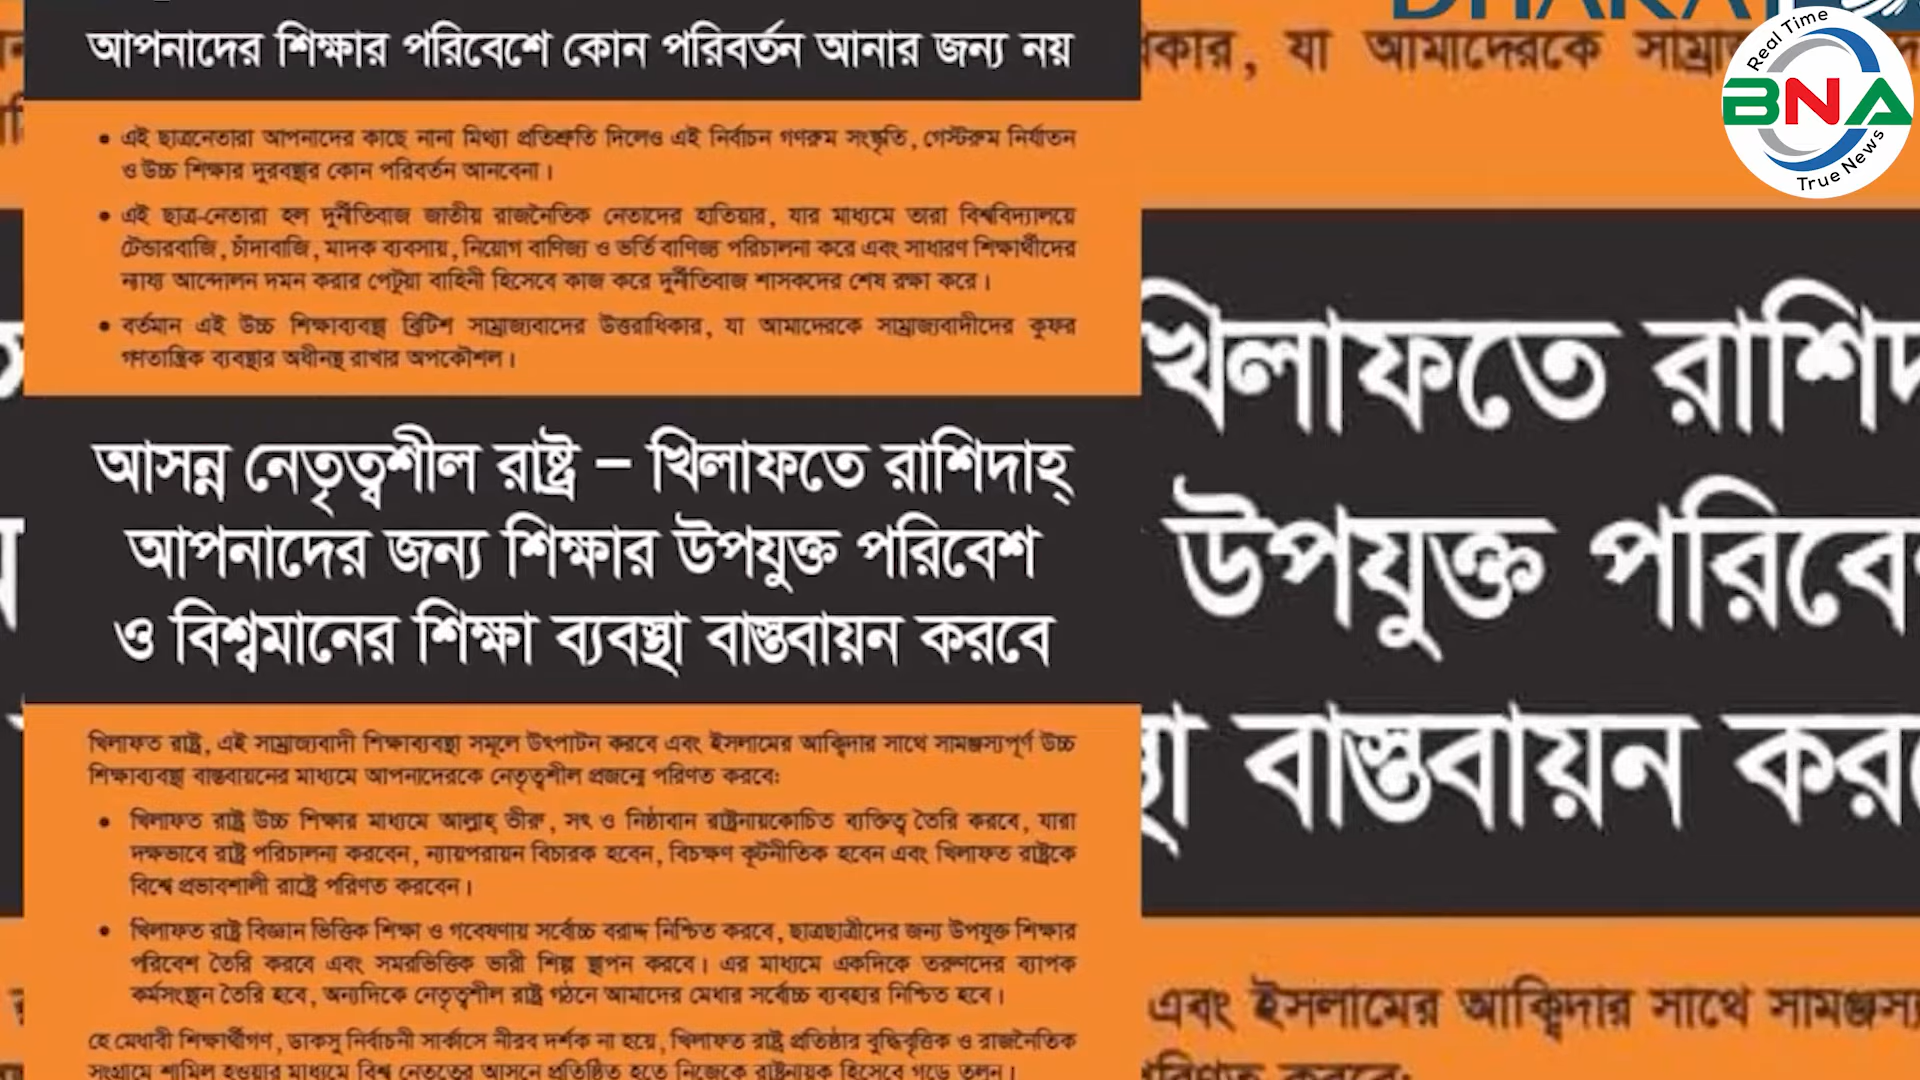 আপনাদের শিক্ষার পরিবেশে কোন পরিবর্তন আনার জন্য নয়
এই ছাত্রনেতারা আপনাদের কাছে নানা মিথ্যা প্রতিশ্রুতি দিলেও এই নির্বাচন গণরুম সংষ্কৃতি, গেস্টরুম নির্যাতন
ও উচ্চ শিক্ষার দুরবস্থার কোন পরিবর্তন আনবেনা।
এই ছাত্র-নেতারা হল দুর্নীতিবাজ জাতীয় রাজনৈতিক নেতাদের হাতিয়ার, যার মাধ্যমে তারা বিশ্ববিদ্যালয়ে
টেন্ডারবাজি, চাঁদাবাজি, মাদক ব্যবসায়, নিয়োগ বাণিজ্য ও ভর্তি বাণিজ্য পরিচালনা করে এবং সাধারণ শিক্ষার্থীদের
ন্যায্য আন্দোলন দমন করার পেটুয়া বাহিনী হিসেবে কাজ করে দুর্নীতিবাজ শাসকদের শেষ রক্ষা করে।
বর্তমান এই উচ্চ শিক্ষাব্যবস্থা ব্রিটিশ সাম্রাজ্যবাদের উত্তরাধিকার, যা আমাদেরকে সাম্রাজ্যবাদীদের কুফর
গণতান্ত্রিক ব্যবস্থার অধীনস্থ রাখার অপকৌশল।
আসন্ন নেতৃত্বশীল রাষ্ট্র – খিলাফতে রাশিদাহ্
আপনাদের জন্য শিক্ষার উপযুক্ত পরিবেশ
ও বিশ্বমানের শিক্ষা ব্যবস্থা বাস্তবায়ন করবে
খিলাফত রাষ্ট্র, এই সাম্রাজ্যবাদী শিক্ষাব্যবস্থা সমূলে উৎপাটন করবে এবং ইসলামের আক্বিদার সাথে সামঞ্জস্যপূর্ণ উচ্চ
শিক্ষাব্যবস্থা বাস্তবায়নের মাধ্যমে আপনাদেরকে নেতৃত্বশীল প্রজন্মে পরিণত করবে:
খিলাফত রাষ্ট্র উচ্চ শিক্ষার মাধ্যমে আল্লাহ্ ভীরু, সৎ ও নিষ্ঠাবান রাষ্ট্রনায়কোচিত ব্যক্তিত্ব তৈরি করবে, যারা
দক্ষভাবে রাষ্ট্র পরিচালনা করবেন, ন্যায়পরায়ন বিচারক হবেন, বিচক্ষণ কূটনীতিক হবেন এবং খিলাফত রাষ্ট্রকে
বিশ্বে প্রভাবশালী রাষ্ট্রে পরিণত করবেন।
খিলাফত রাষ্ট্র বিজ্ঞান ভিত্তিক শিক্ষা ও গবেষণায় সর্বোচ্চ বরাদ্দ নিশ্চিত করবে, ছাত্রছাত্রীদের জন্য উপযুক্ত শিক্ষার
পরিবেশ তৈরি করবে এবং সমরভিত্তিক ভারী শিল্প স্থাপন করবে। এর মাধ্যমে একদিকে তরুণদের ব্যাপক
কর্মসংস্থান তৈরি হবে, অন্যদিকে নেতৃত্বশীল রাষ্ট্র গঠনে আমাদের মেধার সর্বোচ্চ ব্যবহার নিশ্চিত হবে।
হে মেধাবী শিক্ষার্থীগণ, ডাকসু নির্বাচনী সার্কাসে নীরব দর্শক না হয়ে, খিলাফত রাষ্ট্র প্রতিষ্ঠার বুদ্ধিবৃত্তিক ও রাজনৈতিক
সংগ্রামে শামিল হওয়ার মাধ্যমে বিশ্ব নেতৃত্বের আসনে প্রতিষ্ঠিত হতে নিজেকে রাষ্ট্রনায়ক হিসেবে গড়ে তুলুন।
যা আমাদেরকে
খিলাফতে
উপযুক্ত
বাস্তবায়ন
এবং ইসলামের আক্বিদার সাথে
Real Time
BNA
True News